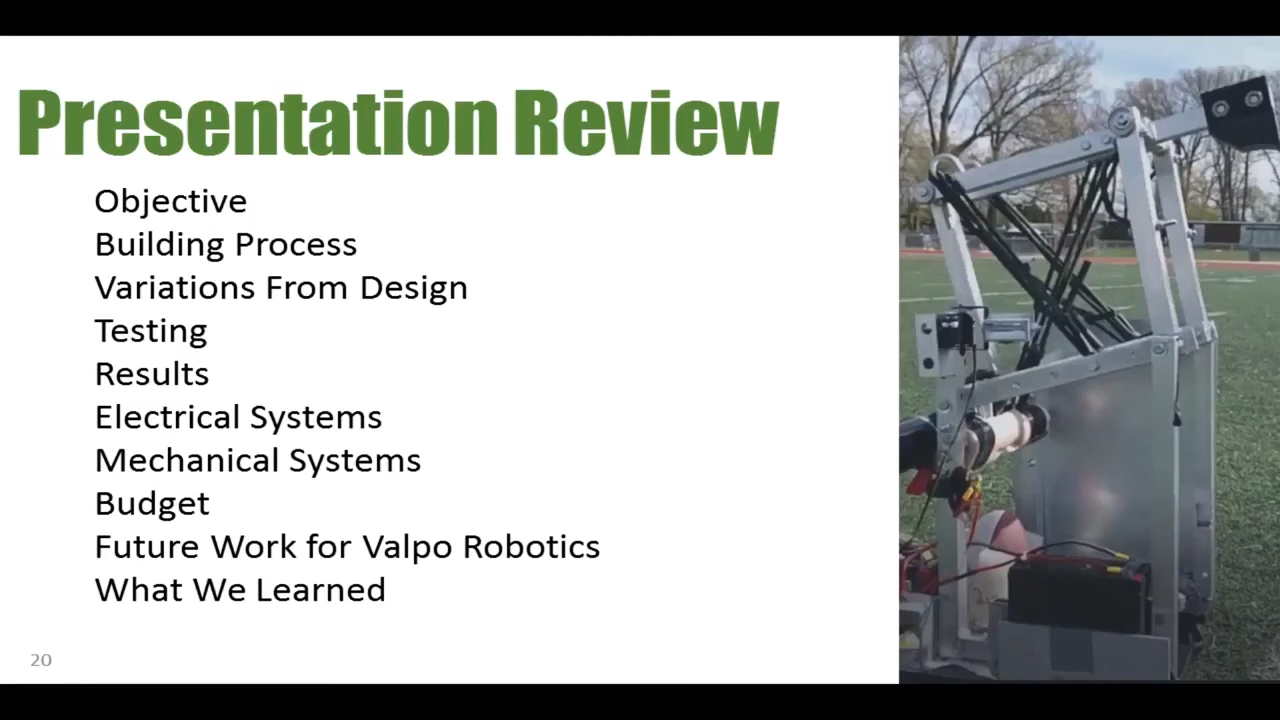 Presentation Review
Objective
Building Process
Variations From Design
Testing
Results
Electrical Systems
Mechanical Systems
Budget
Future Work for Valpo Robotics
What We Learned
20